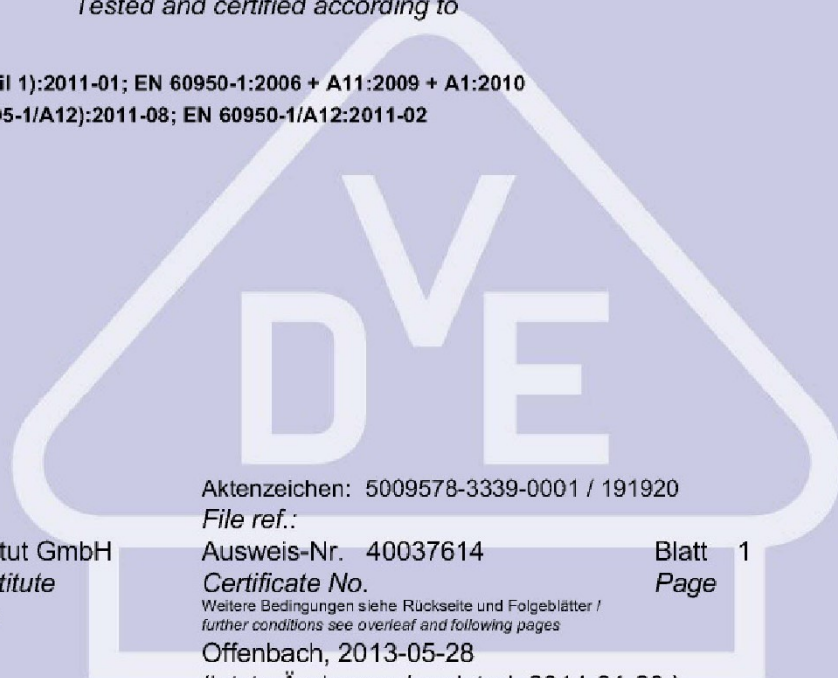 Tested and certified according to
1):2011-01; EN 60950-1:2006 + A11:2009 + A1:2010
5-1/A12):2011-08; EN 60950-1/A12:2011-02
V
D E
Aktenzeichen: 5009578-3339-0001 / 191920
File ref.:
GmbH
Ausweis-Nr. 40037614 Blatt 1
Certificate No. Page
Weitere Bedingungen siehe Rückseite und Folgeblätter /
further conditions see overleaf and following pages
Offenbach, 2013-05-28